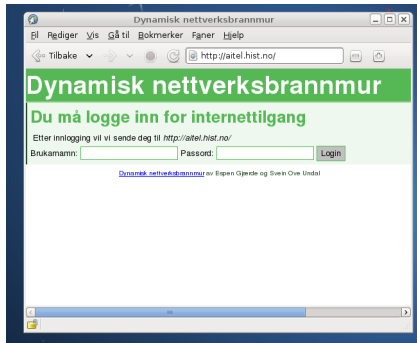 Dynamisk nettverksbrannmur
Fil Rediger Vis Gå til Bokmerker Faner Hjelp
Tilbake http://aitel.hist.no/
Dynamisk nettverksbrannmur
Du må logge inn for internettilgang
Etter innlogging vil vi sende deg til http://aitel.hist.no/
Brukarnamn: Passord: Login
Dynamisk nettverksbrannmur av Espen Gjærde og Svein Ove Undal